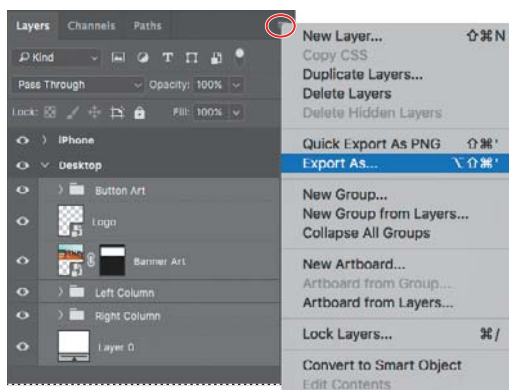 Layers Channels Paths
Kind
Pass Through Opacity: 100%
Lock: Fill: 100%
iPhone
Desktop
Button Art
Logo
Banner Art
Left Column
Right Column
Layer 0
New Layer... ⇧⌘N
Copy CSS
Duplicate Layers...
Delete Layers
Delete Hidden Layers
Quick Export As PNG ⇧⌘'
Export As... ⌥⇧⌘'
New Group...
New Group from Layers...
Collapse All Groups
New Artboard...
Artboard from Group...
Artboard from Layers...
Lock Layers... ⌘/
Convert to Smart Object
Edit Contents